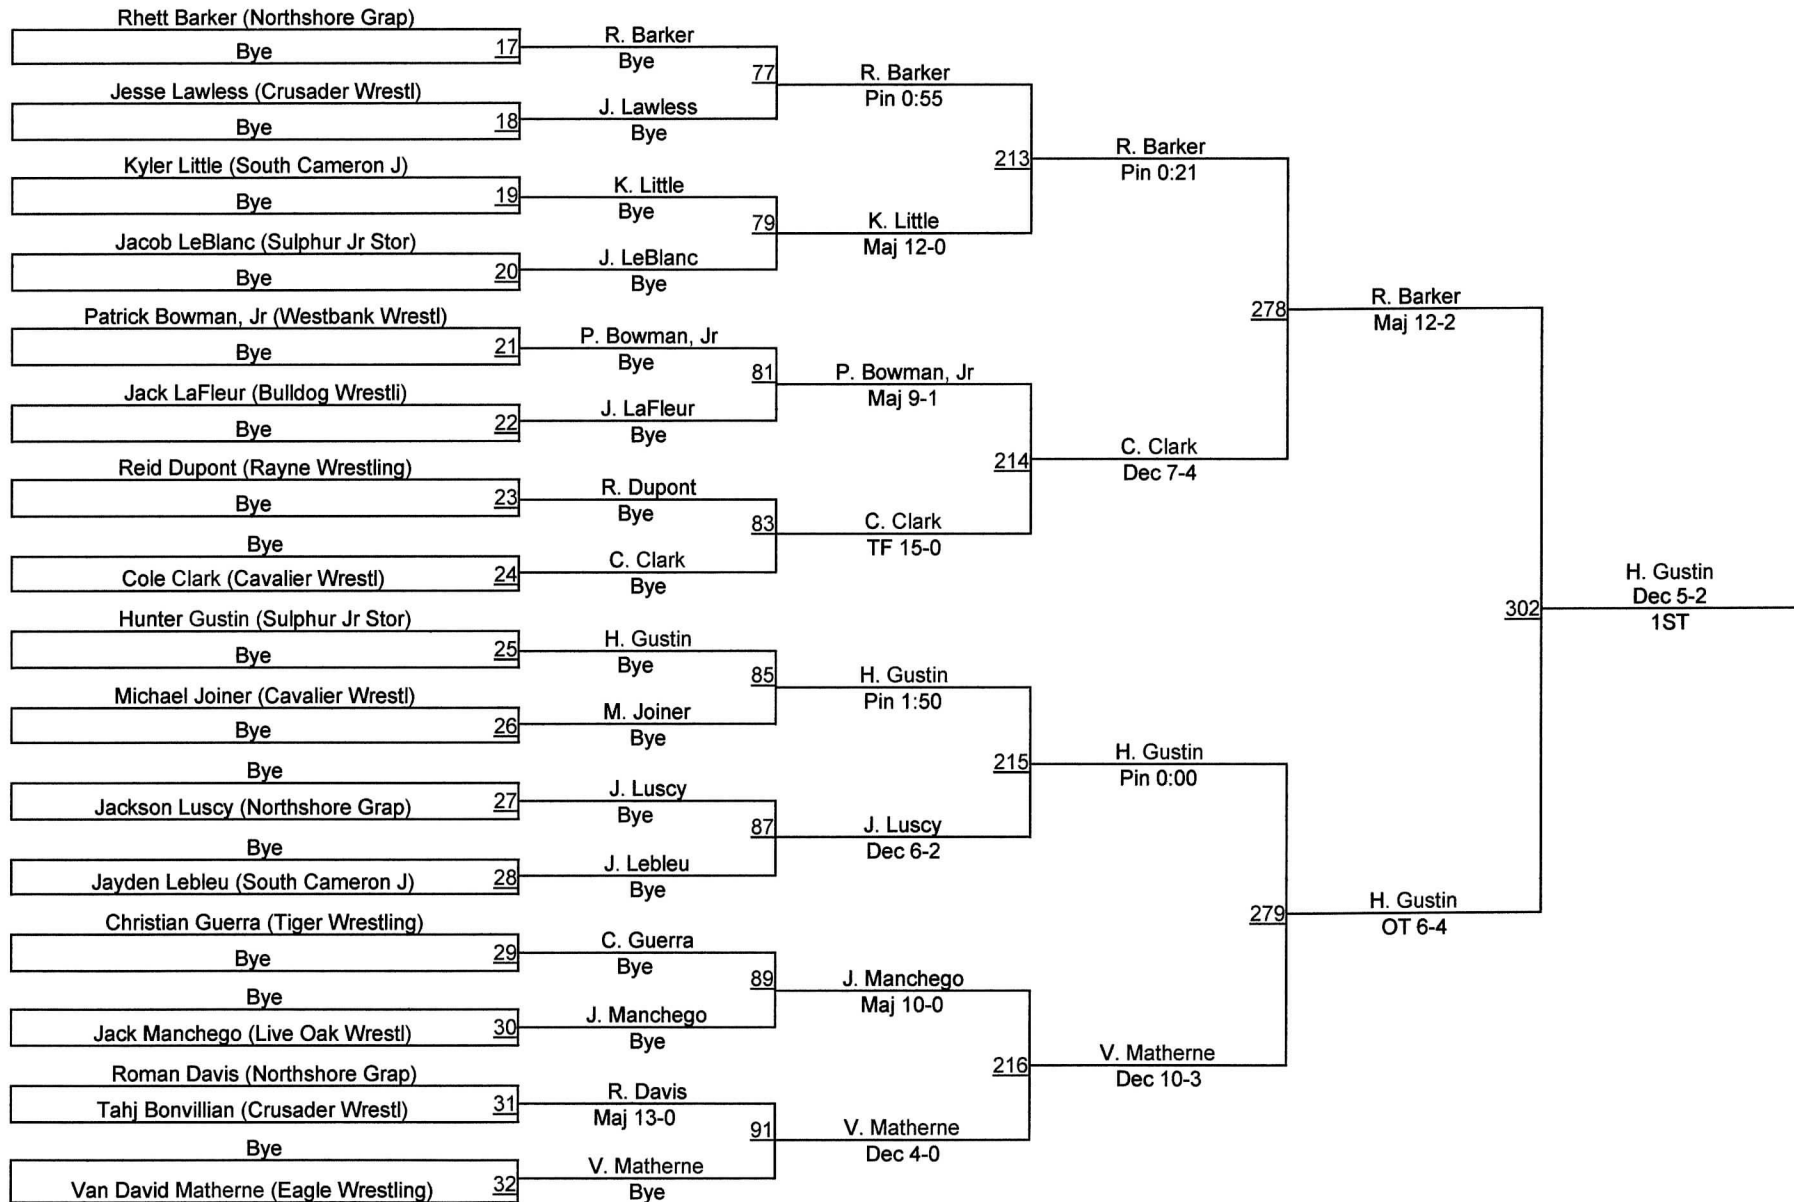 Rhett Barker (Northshore Grap)
Bye
17
Jesse Lawless (Crusader Wrestl)
Bye
18
Kyler Little (South Cameron J)
Bye
19
Jacob LeBlanc (Sulphur Jr Stor)
Bye
20
Patrick Bowman, Jr (Westbank Wrestl)
Bye
21
Jack LaFleur (Bulldog Wrestli)
Bye
22
Reid Dupont (Rayne Wrestling)
Bye
23
Bye
Cole Clark (Cavalier Wrestl)
24
Hunter Gustin (Sulphur Jr Stor)
Bye
25
Michael Joiner (Cavalier Wrestl)
Bye
26
Bye
Jackson Luscy (Northshore Grap)
27
Bye
Jayden Lebleu (South Cameron J)
28
Christian Guerra (Tiger Wrestling)
Bye
29
Bye
Jack Manchego (Live Oak Wrestl)
30
Roman Davis (Northshore Grap)
Tahj Bonvillian (Crusader Wrestl)
31
Bye
Van David Matherne (Eagle Wrestling)
32
R. Barker
Bye
77
J. Lawless
Bye
K. Little
Bye
79
J. LeBlanc
Bye
P. Bowman, Jr
Bye
81
J. LaFleur
Bye
R. Dupont
Bye
83
C. Clark
Bye
H. Gustin
Bye
85
M. Joiner
Bye
J. Luscy
Bye
87
J. Lebleu
Bye
C. Guerra
Bye
89
J. Manchego
Bye
R. Davis
Maj 13-0
91
V. Matherne
Bye
R. Barker
Pin 0:55
213
K. Little
Maj 12-0
P. Bowman, Jr
Maj 9-1
214
C. Clark
TF 15-0
H. Gustin
Pin 1:50
215
J. Luscy
Dec 6-2
J. Manchego
Maj 10-0
216
V. Matherne
Dec 4-0
R. Barker
Pin 0:21
278
C. Clark
Dec 7-4
H. Gustin
Pin 0:00
279
V. Matherne
Dec 10-3
R. Barker
Maj 12-2
302
H. Gustin
OT 6-4
H. Gustin
Dec 5-2
1ST